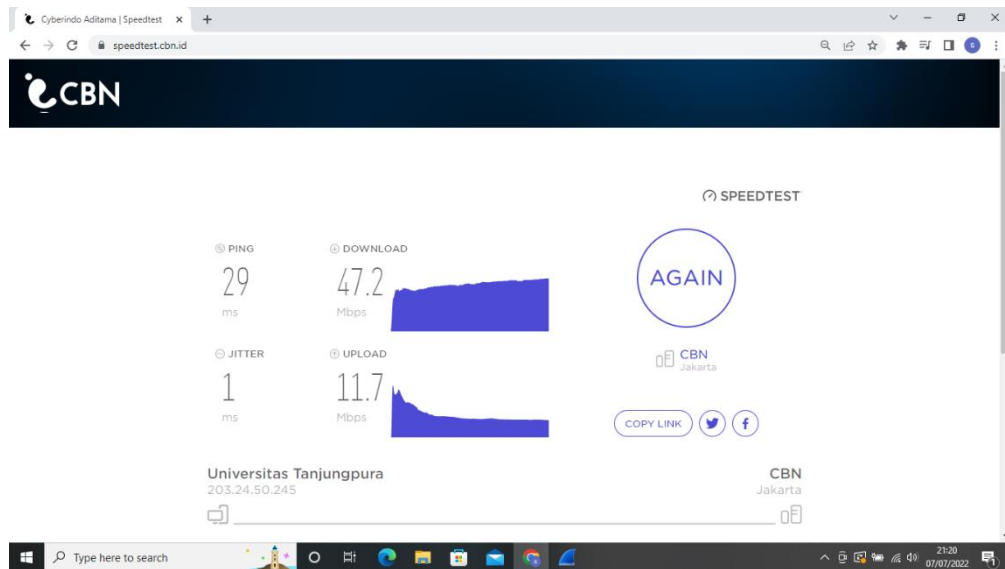 Cyberindo Aditama | Speedtest
speedtest.cbn.id
G
CBN
SPEEDTEST
PING
29
ms
DOWNLOAD
47.2
Mbps
AGAIN
JITTER
1
ms
UPLOAD
11.7
Mbps
CBN
Jakarta
COPY LINK
Universitas Tanjungpura
203.24.50.245
CBN
Jakarta
Type here to search
21:20
07/07/2022